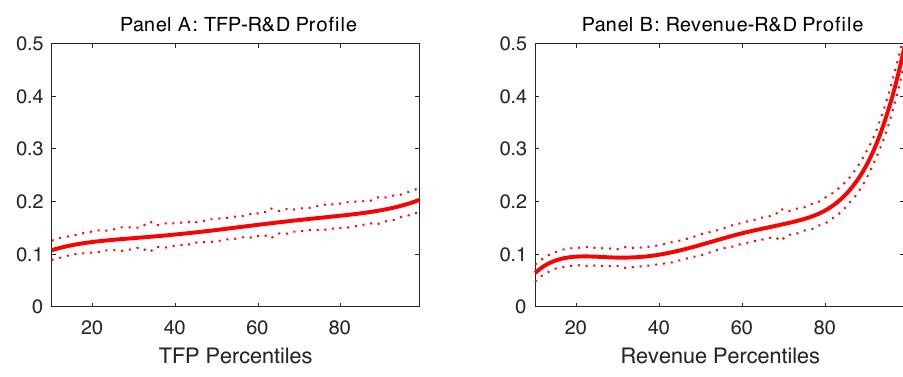 Panel A: TFP-R&D Profile
0.5
0.4
0.3
0.2
0.1
0
20 40 60 80
TFP Percentiles
Panel B: Revenue-R&D Profile
0.5
0.4
0.3
0.2
0.1
0
20 40 60 80
Revenue Percentiles